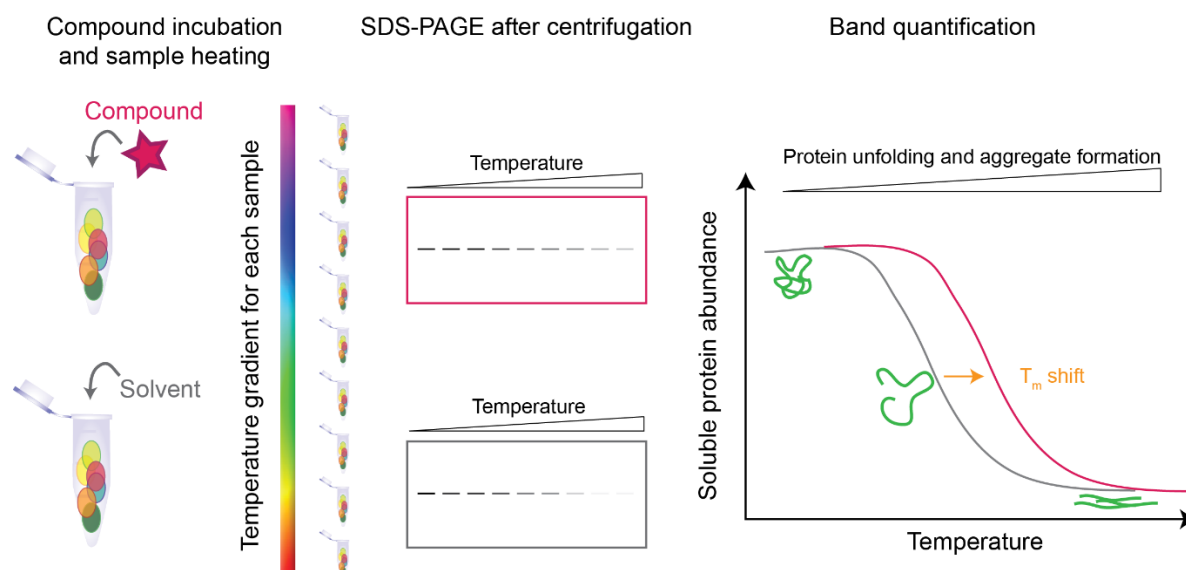 Compound incubation
and sample heating
SDS-PAGE after centrifugation
Band quantification
Compound
Solvent
Temperature gradient for each sample
Temperature
Temperature
Protein unfolding and aggregate formation
Soluble protein abundance
Tm shift
Temperature